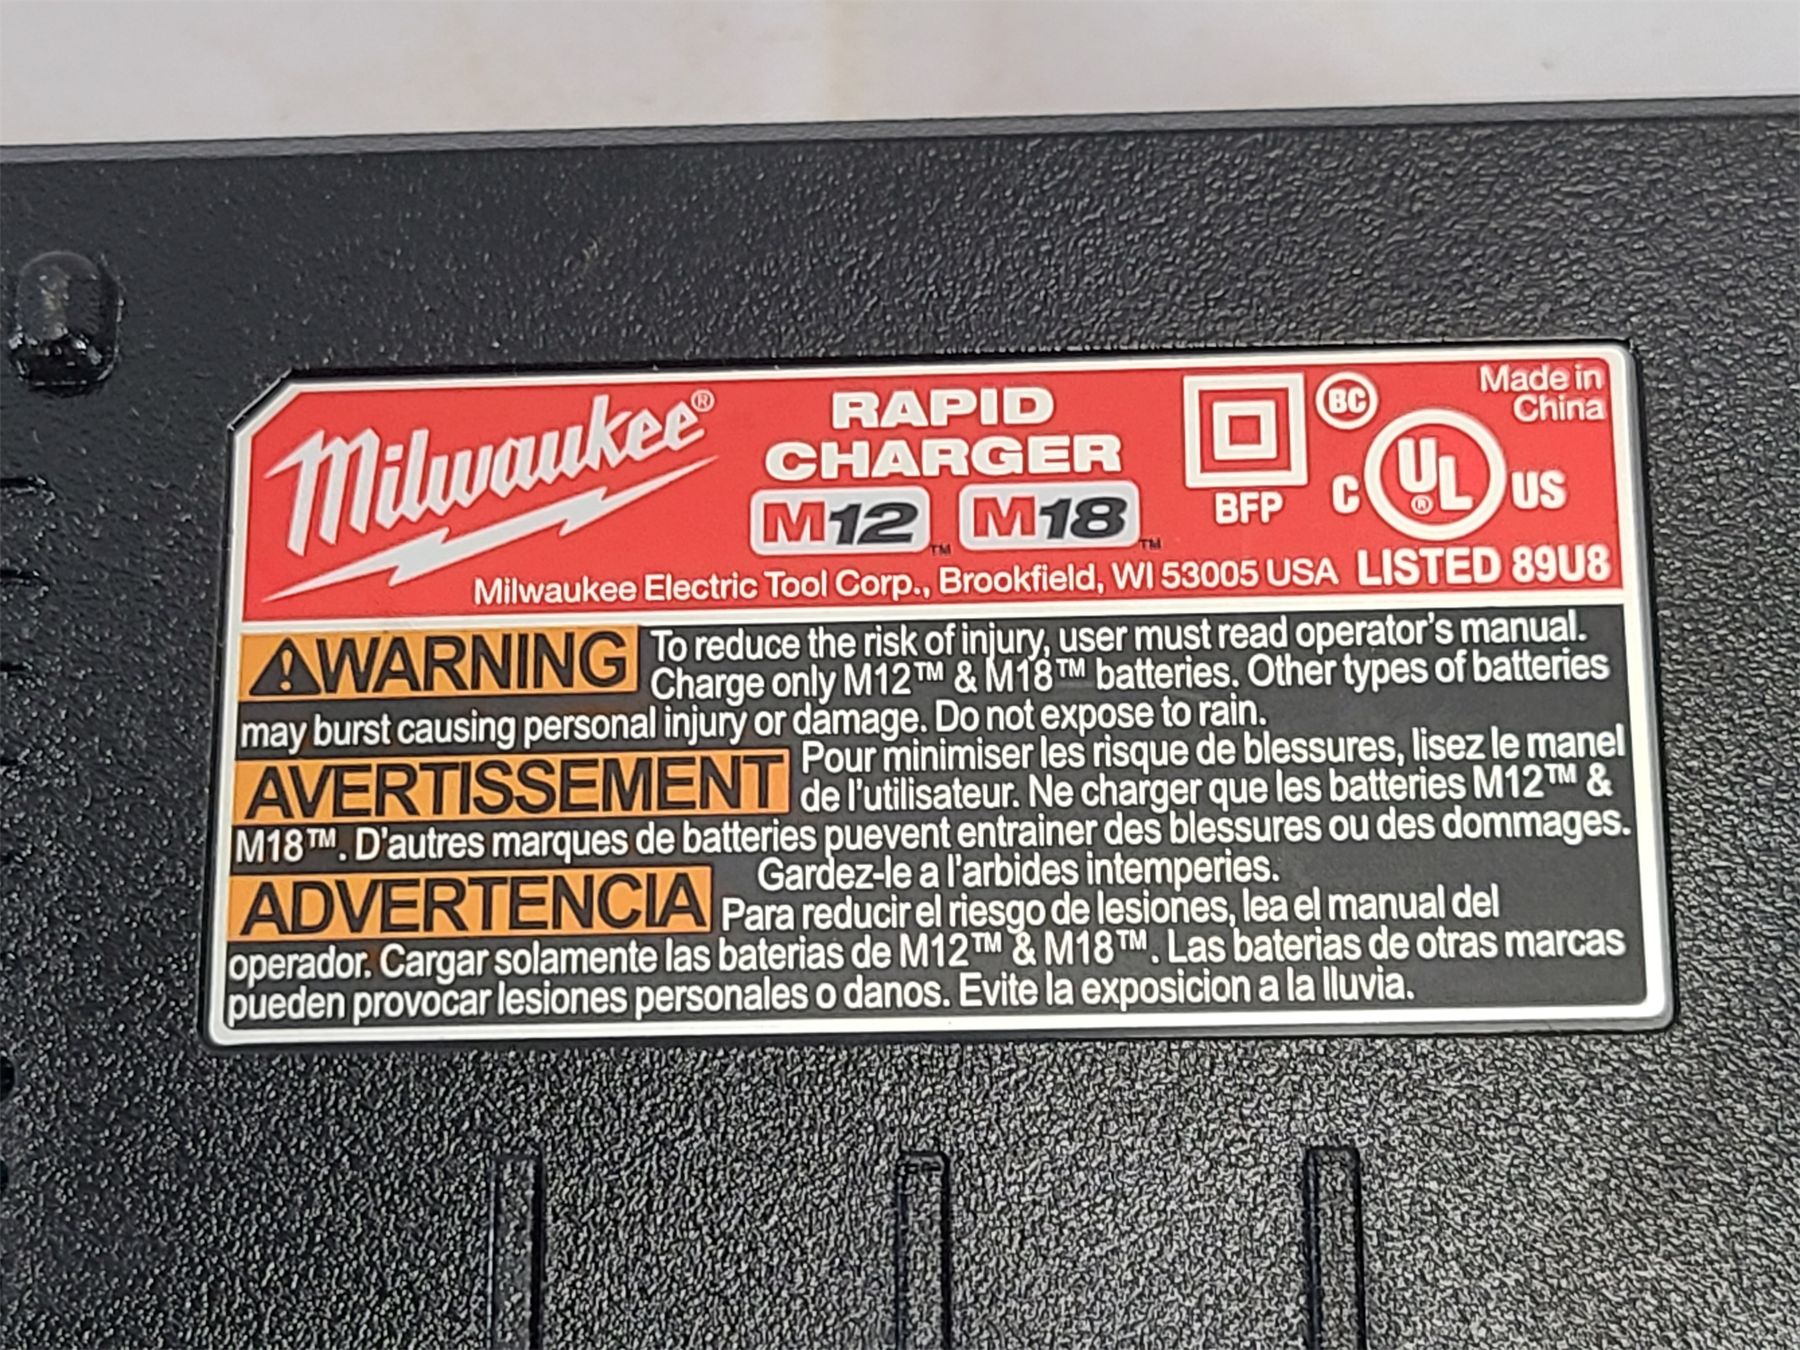 Milwaukee®
RAPID
CHARGER
M12™ M18™
BFP
BC
Made in
China
C UL® US
Milwaukee Electric Tool Corp., Brookfield, WI 53005 USA LISTED 89U8
⚠WARNING To reduce the risk of injury, user must read operator's manual.
Charge only M12™ & M18™ batteries. Other types of batteries
may burst causing personal injury or damage. Do not expose to rain.
AVERTISSEMENT Pour minimiser les risque de blessures, lisez le manel
de l'utilisateur. Ne charger que les batteries M12™ &
M18™. D'autres marques de batteries puevent entrainer des blessures ou des dommages.
Gardez-le a l'arbides intemperies.
ADVERTENCIA Para reducir el riesgo de lesiones, lea el manual del
operador. Cargar solamente las baterias de M12™ & M18™. Las baterias de otras marcas
pueden provocar lesiones personales o danos. Evite la exposicion a la lluvia.